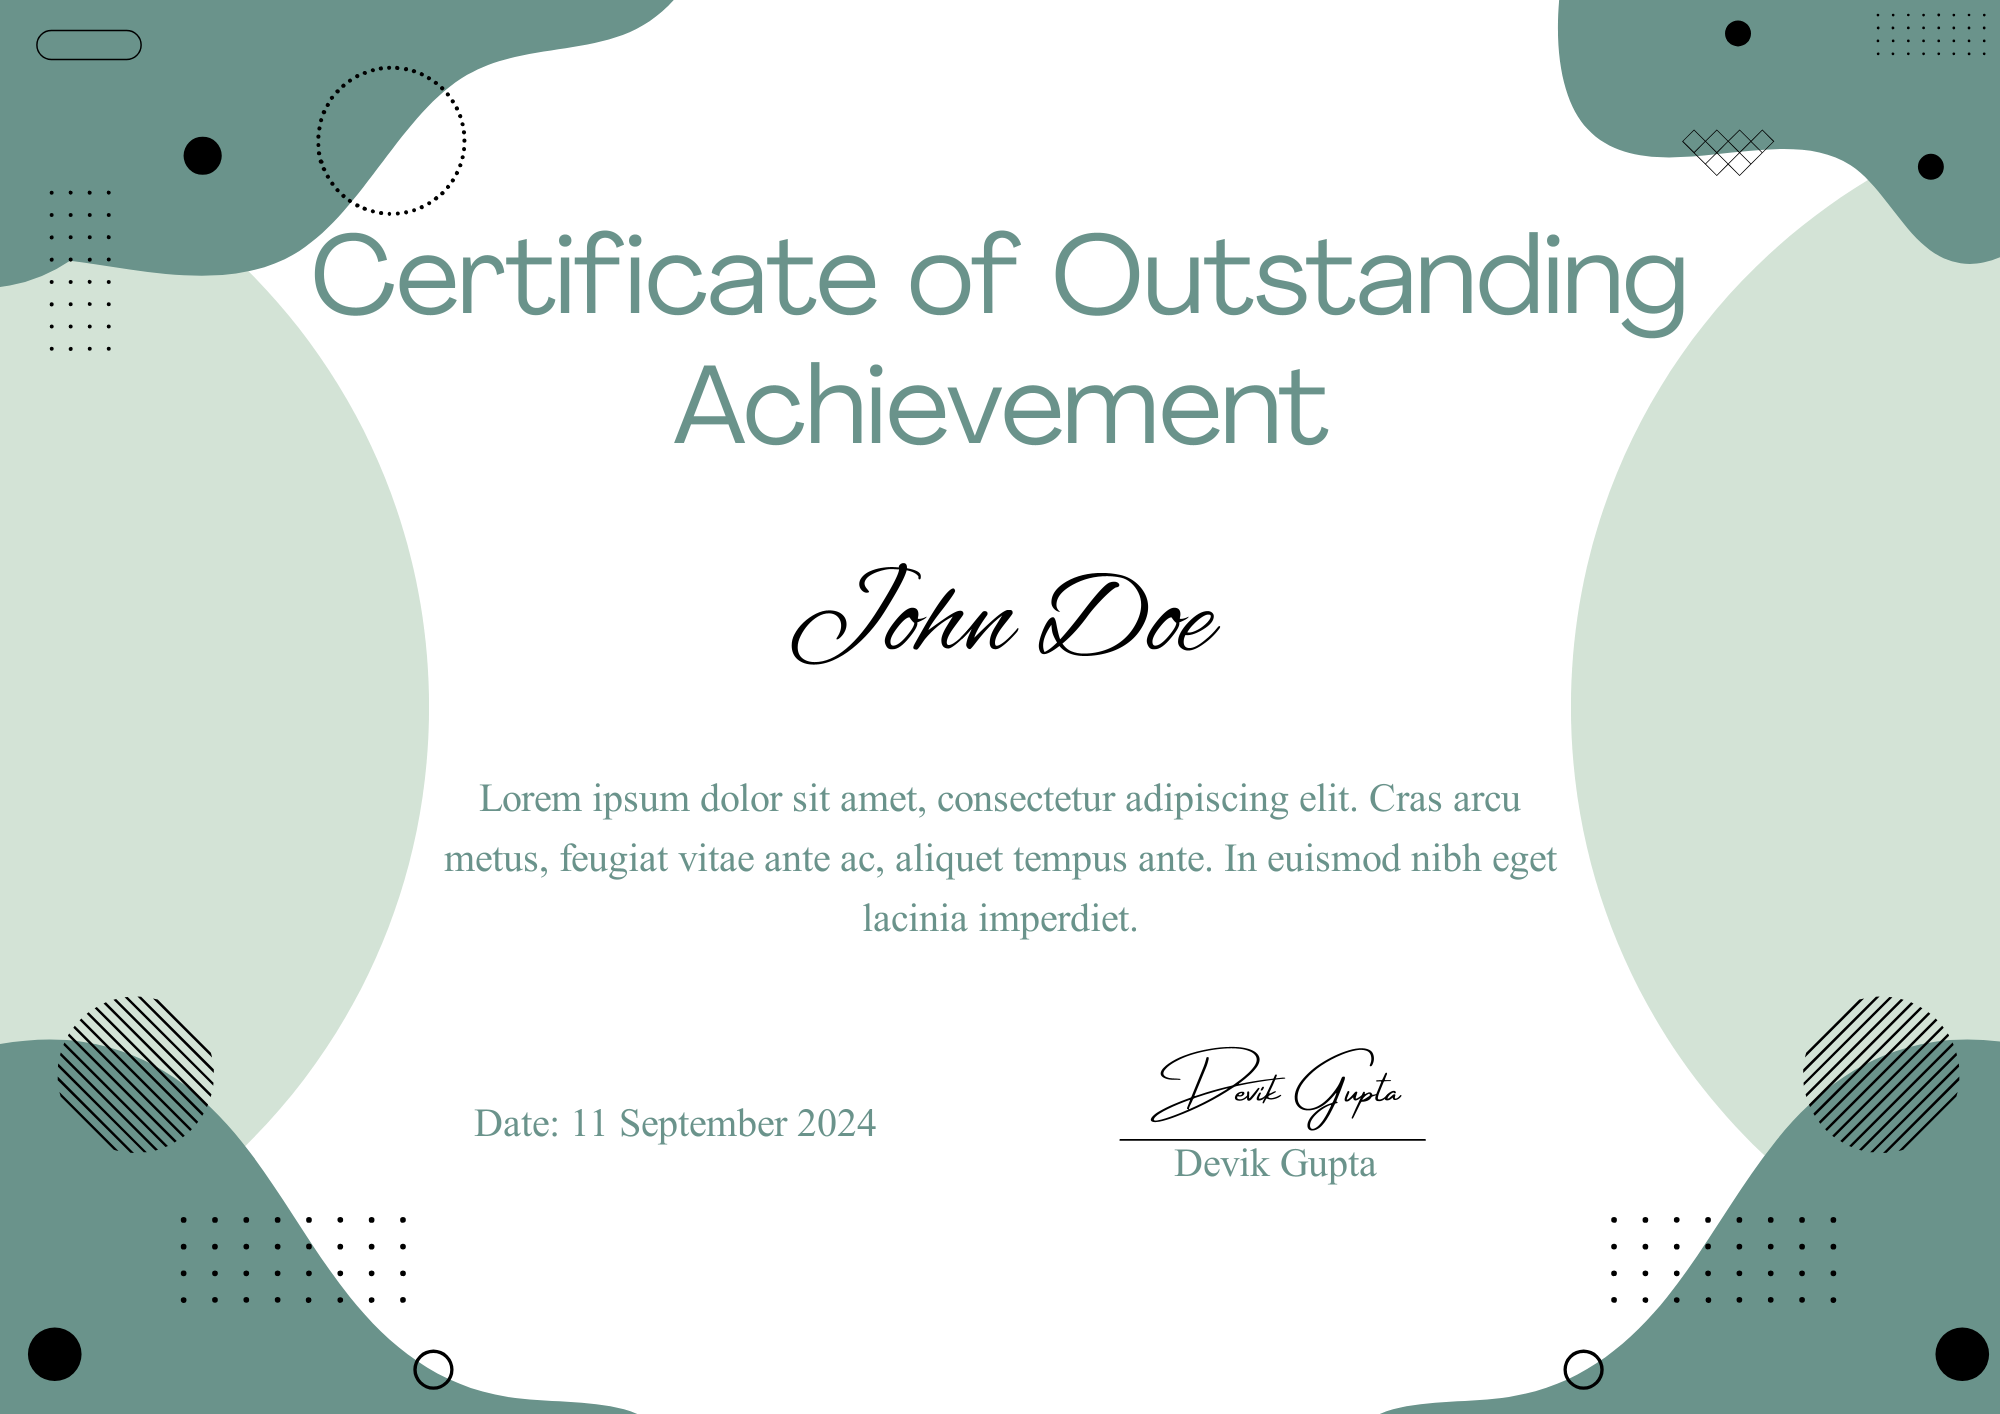 Certificate of Outstanding
Achievement
John Doe
Lorem ipsum dolor sit amet, consectetur adipiscing elit. Cras arcu
metus, feugiat vitae ante ac, aliquet tempus ante. In euismod nibh eget
lacinia imperdiet.
Devik Gupta
Date: 11 September 2024
Devik Gupta